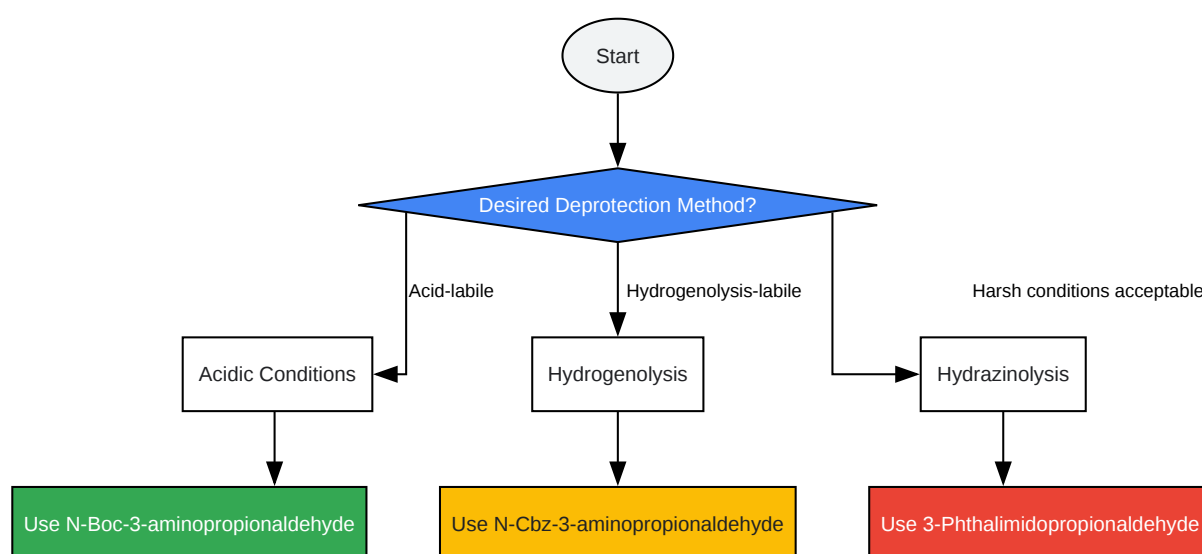 Start
Desired Deprotection Method?
Acid-labile
Hydrogenolysis-labile
Harsh conditions acceptable
Acidic Conditions
Hydrogenolysis
Hydrazinolysis
Use N-Boc-3-aminopropionaldehyde
Use N-Cbz-3-aminopropionaldehyde
Use 3-Phthalimidopropionaldehyde